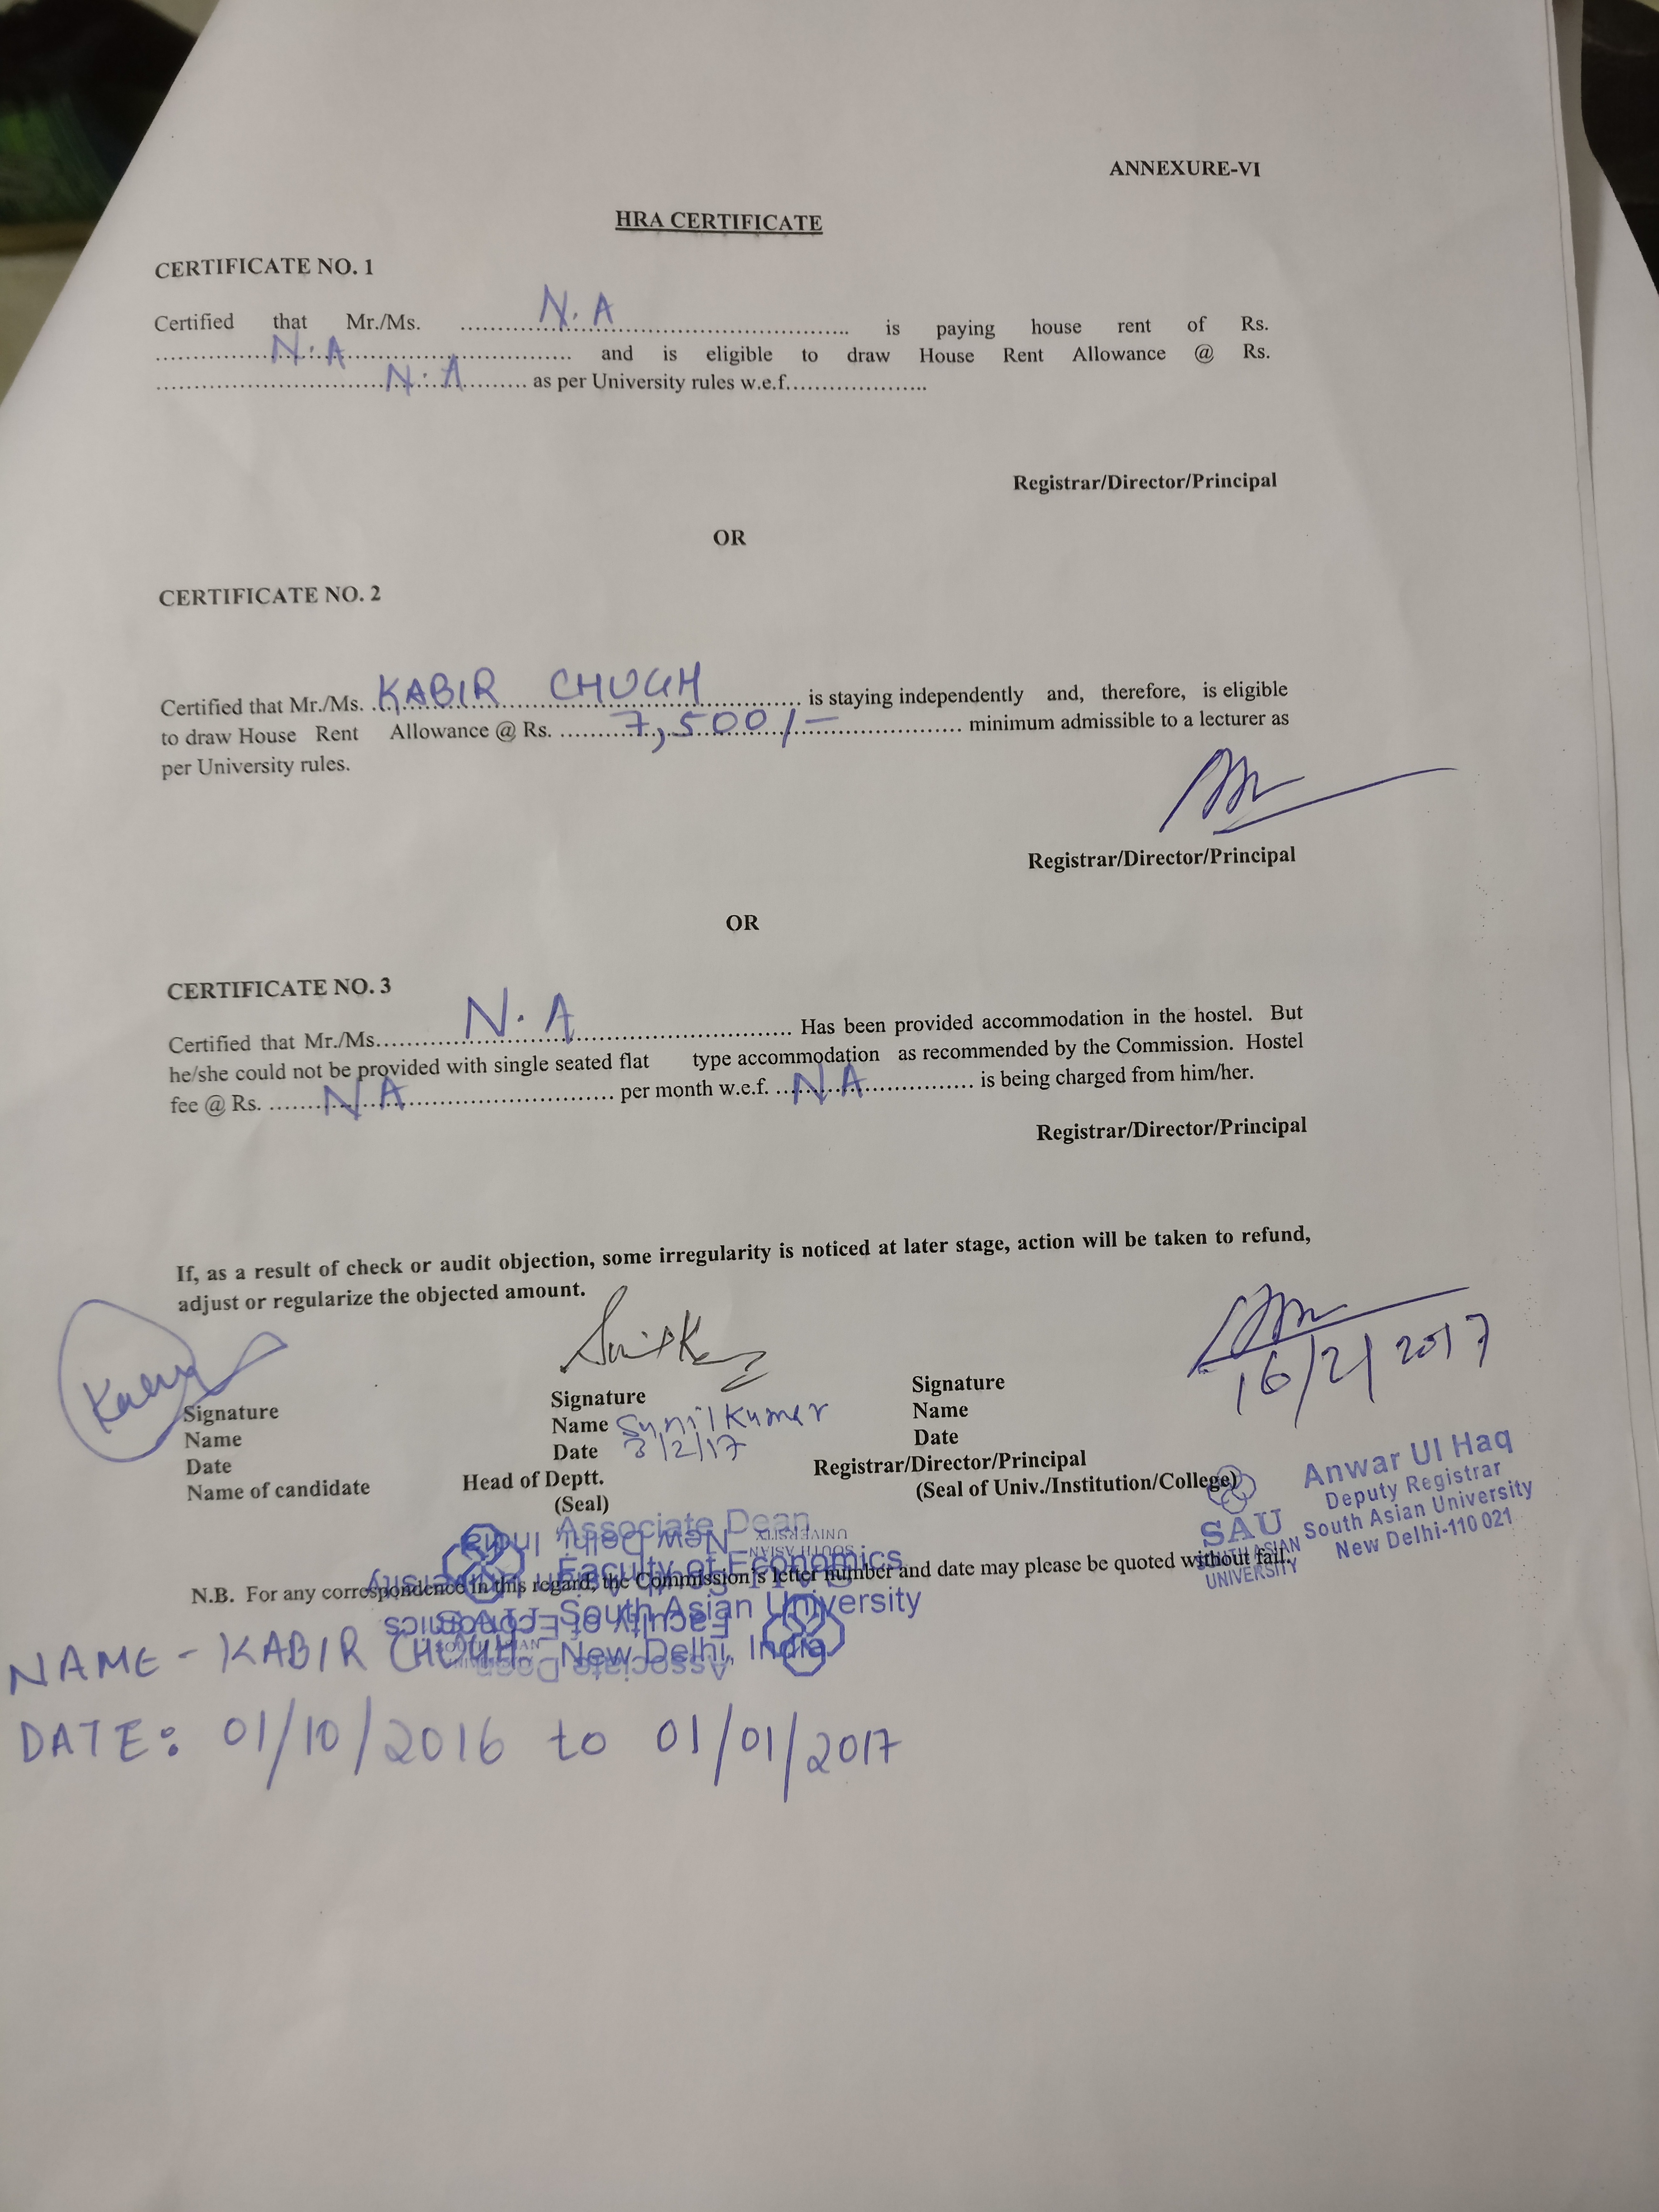 ANNEXURE-VI
HRA CERTIFICATE
CERTIFICATE NO. 1
Certified that Mr./Ms. ............N.A............ is paying house rent of Rs.
............N.A............ and is eligible to draw House Rent Allowance @ Rs.
............N.A............ as per University rules w.e.f....................
Registrar/Director/Principal
OR
CERTIFICATE NO. 2
Certified that Mr./Ms. ....KABIR CHUGH.... is staying independently and, therefore, is eligible
to draw House Rent Allowance @ Rs. ............7,500/-............ minimum admissible to a lecturer as
per University rules.
Registrar/Director/Principal
OR
CERTIFICATE NO. 3
Certified that Mr./Ms............N.A............ Has been provided accommodation in the hostel. But
he/she could not be provided with single seated flat type accommodation as recommended by the Commission. Hostel
fee @ Rs. ............NA............ per month w.e.f. ....NA............ is being charged from him/her.
Registrar/Director/Principal
If, as a result of check or audit objection, some irregularity is noticed at later stage, action will be taken to refund,
adjust or regularize the objected amount.
16/2/2017
Signature
Name
Date
Name of candidate
Signature
Name Sunil Kumar
Date 3/2/17
Head of Deptt.
(Seal)
Signature
Name
Date
Registrar/Director/Principal
(Seal of Univ./Institution/College)
Anwar Ul Haq
Deputy Registrar
South Asian University
New Delhi-110 021
SAU
SOUTH ASIAN
UNIVERSITY
Associate Dean
Faculty of Economics
South Asian University
New Delhi, India
N.B. For any correspondence in this regard, the Commission's letter number and date may please be quoted without fail.
NAME - KABIR CHUGH
DATE: 01/10/2016 to 01/01/2017